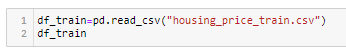 1 df_train=pd.read_csv("housing_price_train.csv")
2 df_train